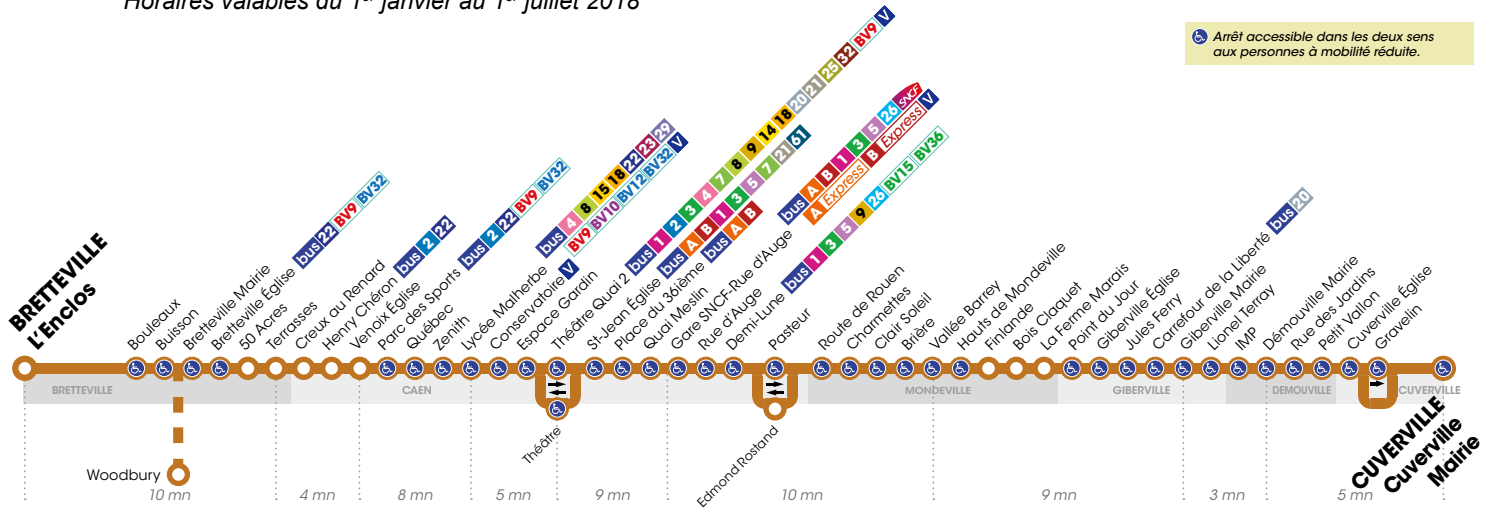 Horaires valables du 1er janvier au 1er juillet 2018
Arrêt accessible dans les deux sens
aux personnes à mobilité réduite.
BRETTEVILLE
L'Enclos
Bouleaux
Buisson
Bretteville Mairie
Bretteville Église bus 22 BV9 BV32
50 Acres
Terrasses
Creux au Renard
Henry Chéron bus 2 22
Venoix Église
Parc des Sports bus 2 22 BV9 BV32
Québec
Zenith
Lycée Malherbe bus 4 8 15 18 22 23 29
BV9 BV10 BV12 BV32 V
Conservatoire V
Espace Gardin
Théâtre Quai 2 bus 1 2 3 4 7 8 9 14 18 20 21 25 32 BV9 V
St-Jean Église bus A B 1 3 5 7 21 61
Place du 36ième bus A B
Quai Meslin
Gare SNCF-Rue d'Auge bus A B 1 3 5 26 SNCF
A Express B Express V
Rue d'Auge
Demi-Lune bus 1 3 5 9 26 BV15 BV36
Pasteur
Route de Rouen
Charmettes
Clair Soleil
Brière
Vallée Barrey
Hauts de Mondeville
Finlande
Bois Claquet
La Ferme Marais
Point du Jour
Giberville Église
Jules Ferry
Carrefour de la Liberté bus 20
Giberville Mairie
Lionel Terray
IMP
Démouville Mairie
Rue des Jardins
Petit Vallon
Cuverville Église
Gravelin
CUVERVILLE
Cuverville
Mairie
BRETTEVILLE
CAEN
MONDEVILLE
GIBERVILLE
DEMOUVILLE
CUVERVILLE
Théâtre
Edmond Rostand
Woodbury
10 mn
4 mn
8 mn
5 mn
9 mn
10 mn
9 mn
3 mn
5 mn